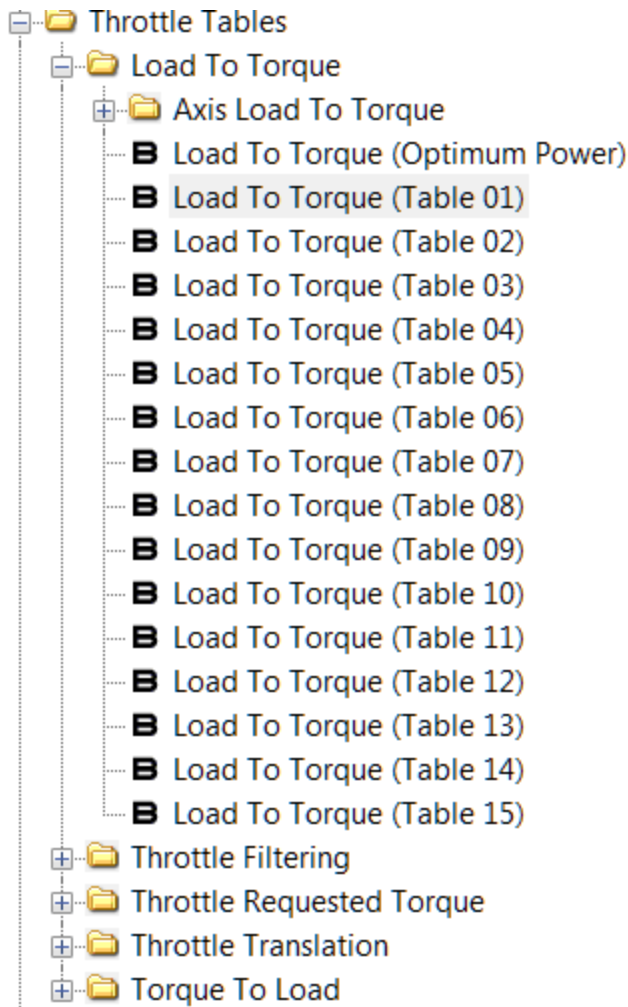 Throttle Tables
Load To Torque
Axis Load To Torque
B Load To Torque (Optimum Power)
B Load To Torque (Table 01)
B Load To Torque (Table 02)
B Load To Torque (Table 03)
B Load To Torque (Table 04)
B Load To Torque (Table 05)
B Load To Torque (Table 06)
B Load To Torque (Table 07)
B Load To Torque (Table 08)
B Load To Torque (Table 09)
B Load To Torque (Table 10)
B Load To Torque (Table 11)
B Load To Torque (Table 12)
B Load To Torque (Table 13)
B Load To Torque (Table 14)
B Load To Torque (Table 15)
Throttle Filtering
Throttle Requested Torque
Throttle Translation
Torque To Load